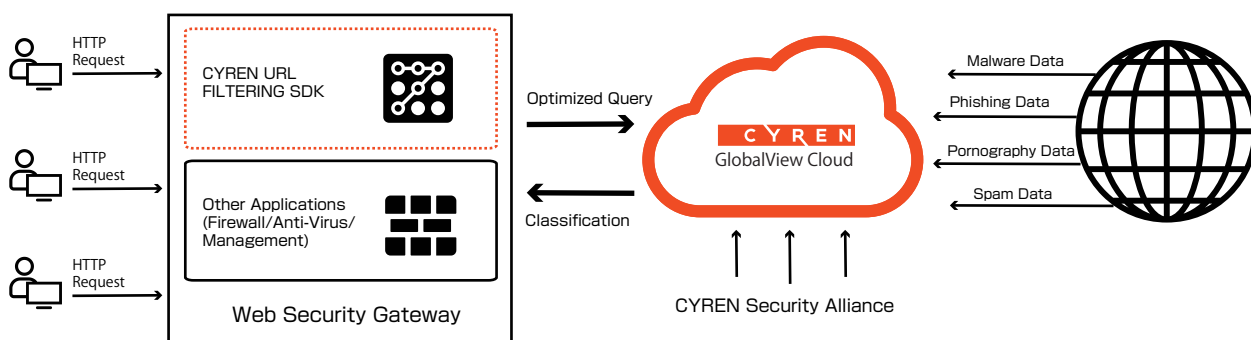 HTTP
Request
HTTP
Request
HTTP
Request
CYREN URL
FILTERING SDK
Other Applications
(Firewall/Anti-Virus/
Management)
Web Security Gateway
Optimized Query
Classification
CYREN
GlobalView Cloud
CYREN Security Alliance
Malware Data
Phishing Data
Pornography Data
Spam Data